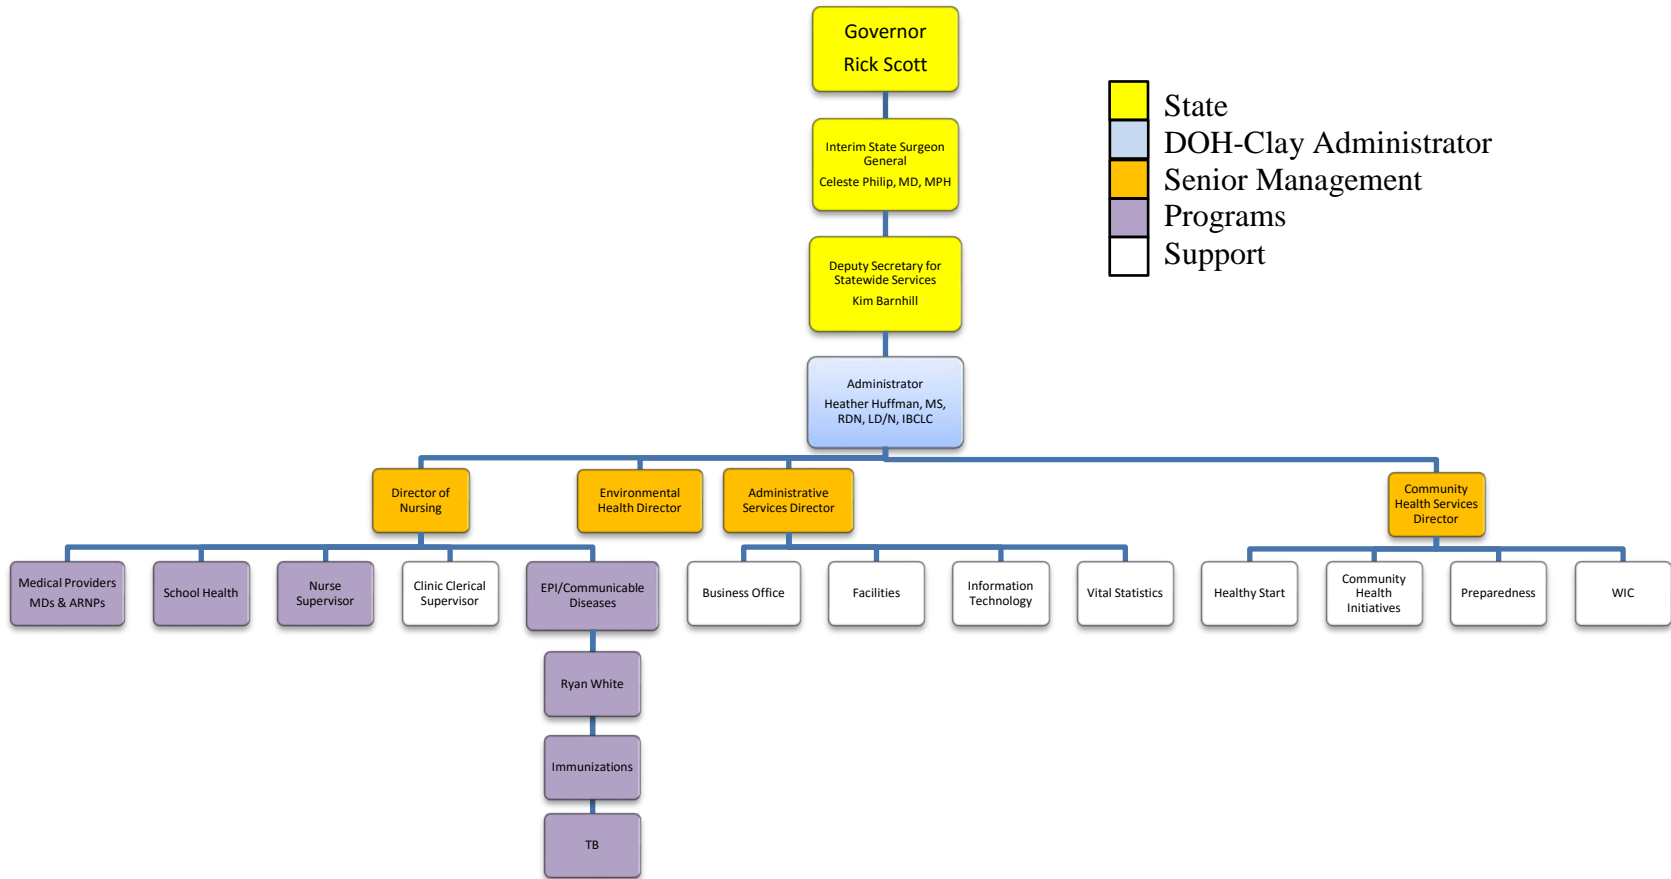 Governor
Rick Scott
State
DOH-Clay Administrator
Senior Management
Programs
Support
Interim State Surgeon
General
Celeste Philip, MD, MPH
Deputy Secretary for
Statewide Services
Kim Barnhill
Administrator
Heather Huffman, MS,
RDN, LD/N, IBCLC
Director of
Nursing
Environmental
Health Director
Administrative
Services Director
Community
Health Services
Director
Medical Providers
MDs & ARNPs
School Health
Nurse
Supervisor
Clinic Clerical
Supervisor
EPI/Communicable
Diseases
Business Office
Facilities
Information
Technology
Vital Statistics
Healthy Start
Community
Health
Initiatives
Preparedness
WIC
Ryan White
Immunizations
TB